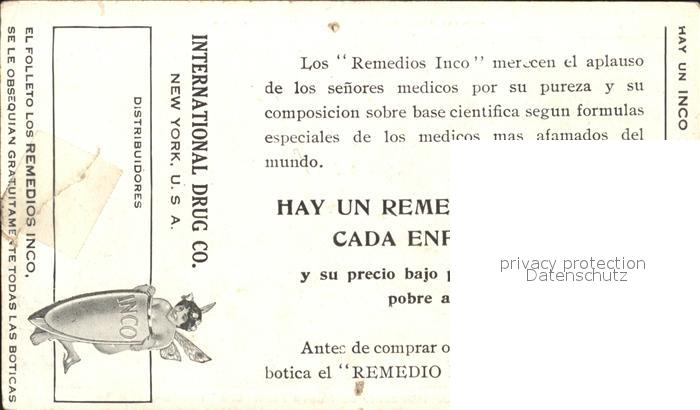 EL FOLLETO LOS REMEDIOS INCO,
SE LE OBSEQUIAN GRATUITAMENTE TODAS LAS BOTICAS
DISTRIBUIDORES
INCO
INTERNATIONAL DRUG CO.
NEW YORK, U. S A.
Los "Remedios Inco" merecen el aplauso
de los señores medicos por su pureza y su
composicion sobre base cientifica segun formulas
especiales de los medicos mas afamados del
mundo.
HAY UN REME
CADA ENF
y su precio bajo
pobre a
Antes de comprar o
botica el "REMEDIO
HAY UN INCO
privacy protection
Datenschutz